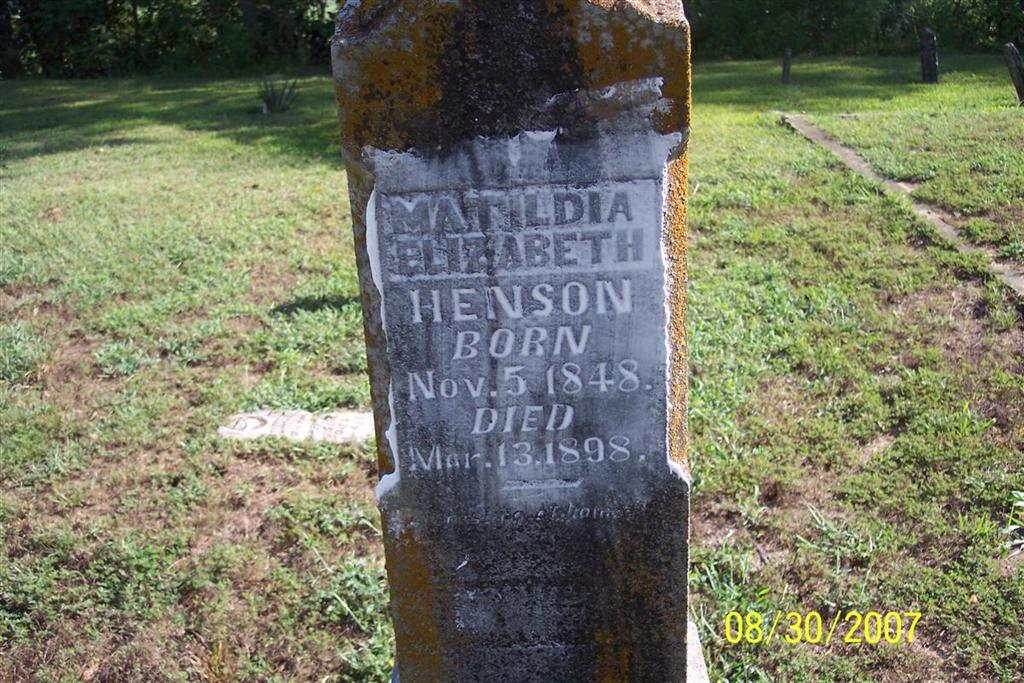 MATILDIA
ELIZABETH
HENSON
BORN
Nov. 5 1848.
DIED
Mar. 13. 1898.
08/30/2007